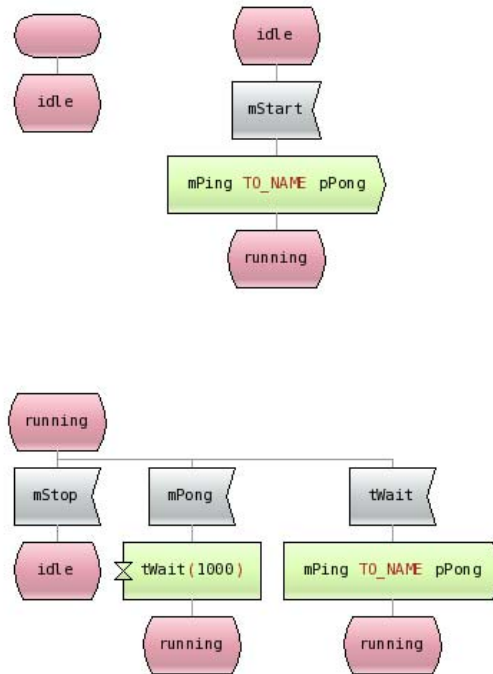 idle
idle
mStart
mPing TO_NAME pPong
running
running
mStop
mPong
tWait
idle
tWait(1000)
mPing TO_NAME pPong
running
running